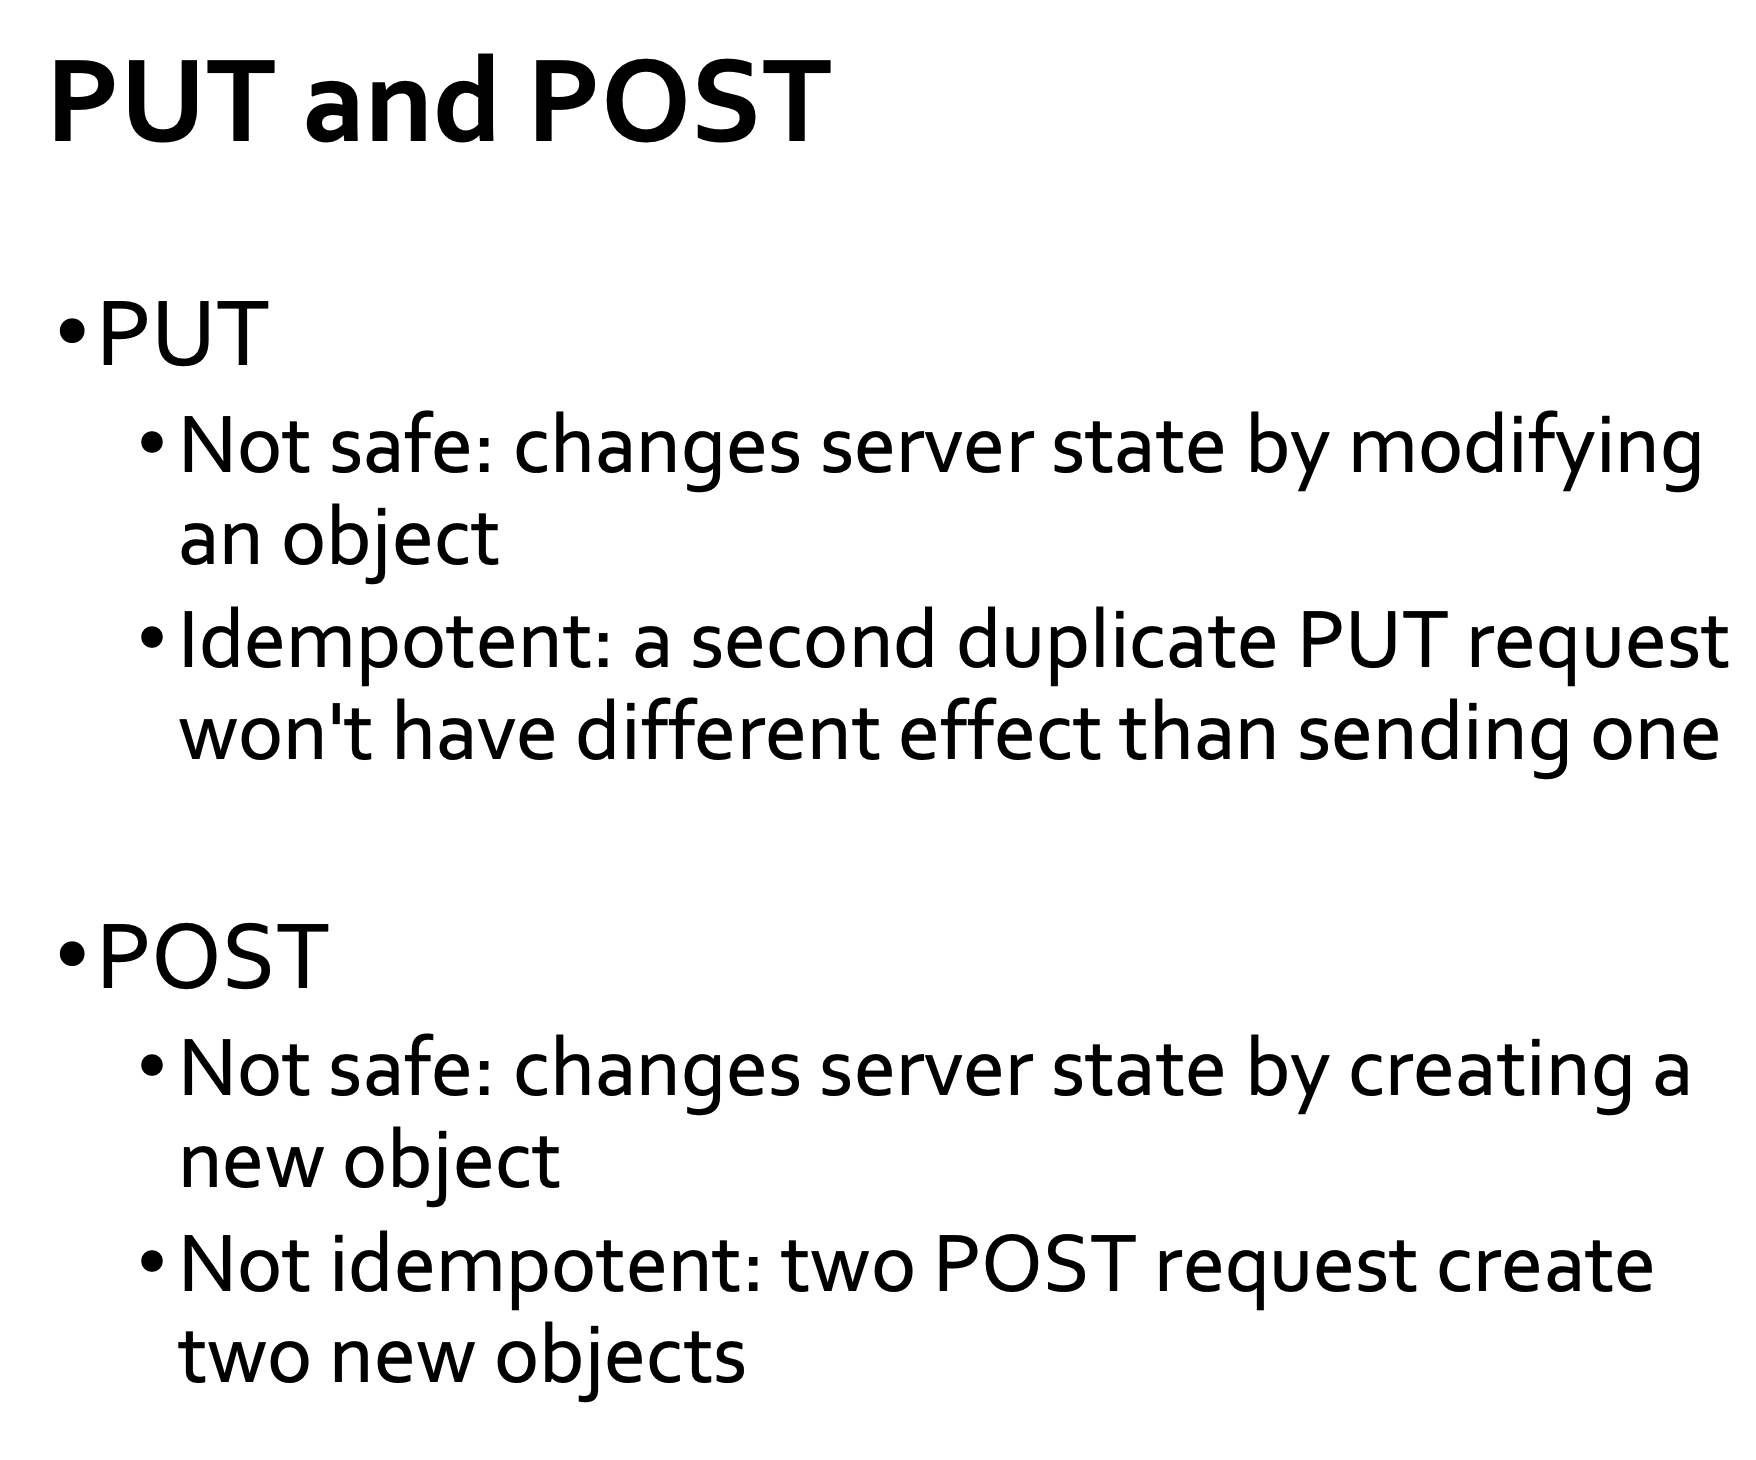 PUT and POST
•PUT
•Not safe: changes server state by modifying
an object
•Idempotent: a second duplicate PUT request
won't have different effect than sending one
•POST
•Not safe: changes server state by creating a
new object
•Not idempotent: two POST request create
two new objects